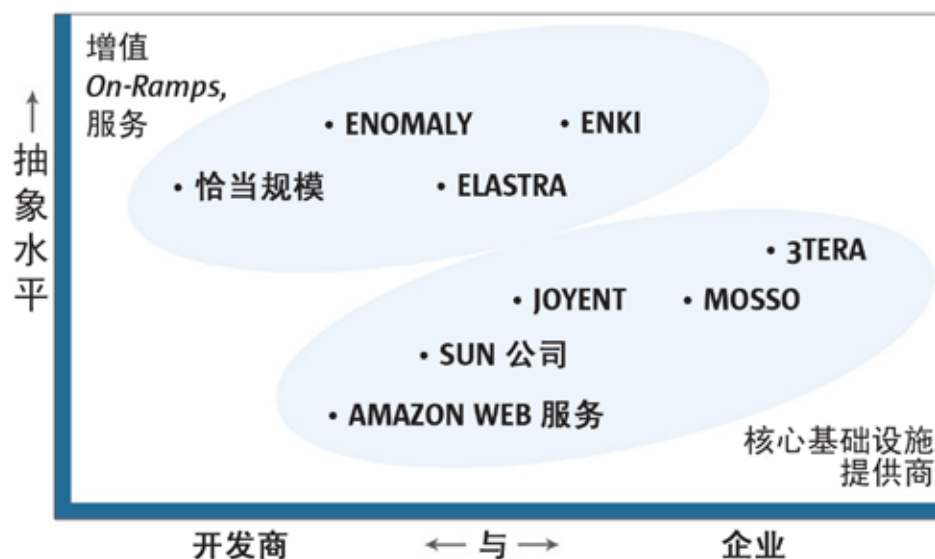 增值
On-Ramps,
服务
• ENOMALY
• ENKI
• 恰当规模
• ELASTRA
• 3TERA
• JOYENT
• MOSSO
• SUN 公司
• AMAZON WEB 服务
核心基础设施
提供商
→抽象水平
开发商 ←与→ 企业